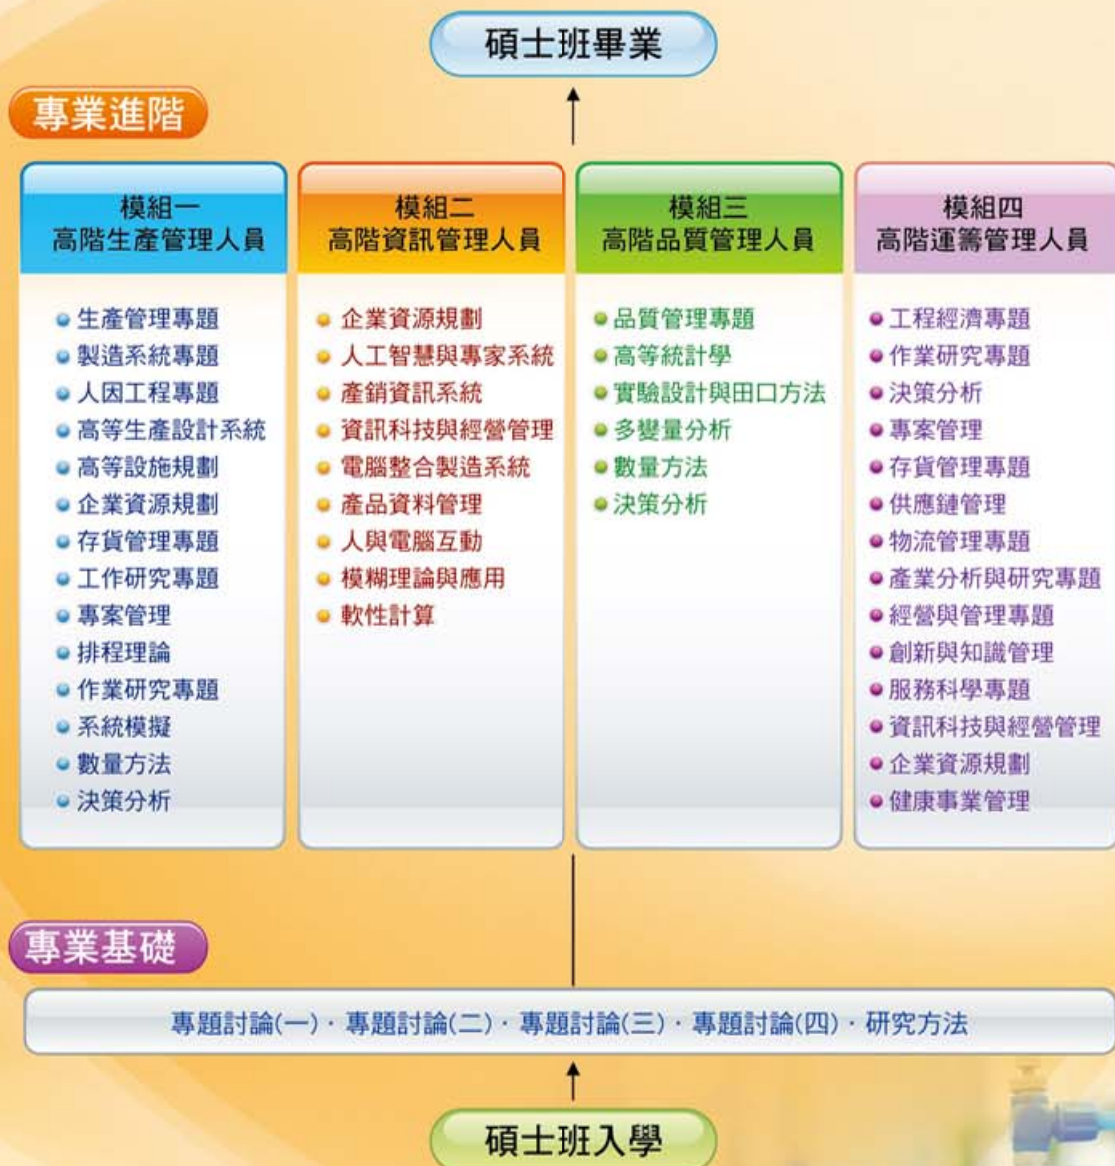 碩士班畢業
專業進階
模組一
高階生產管理人員
生產管理專題
製造系統專題
人因工程專題
高等生產設計系統
高等設施規劃
企業資源規劃
存貨管理專題
工作研究專題
專案管理
排程理論
作業研究專題
系統模擬
數量方法
決策分析
模組二
高階資訊管理人員
企業資源規劃
人工智慧與專家系統
產銷資訊系統
資訊科技與經營管理
電腦整合製造系統
產品資料管理
人與電腦互動
模糊理論與應用
軟性計算
模組三
高階品質管理人員
品質管理專題
高等統計學
實驗設計與田口方法
多變量分析
數量方法
決策分析
模組四
高階運籌管理人員
工程經濟專題
作業研究專題
決策分析
專案管理
存貨管理專題
供應鏈管理
物流管理專題
產業分析與研究專題
經營與管理專題
創新與知識管理
服務科學專題
資訊科技與經營管理
企業資源規劃
健康事業管理
專業基礎
專題討論(一)·專題討論(二)·專題討論(三)·專題討論(四)·研究方法
碩士班入學